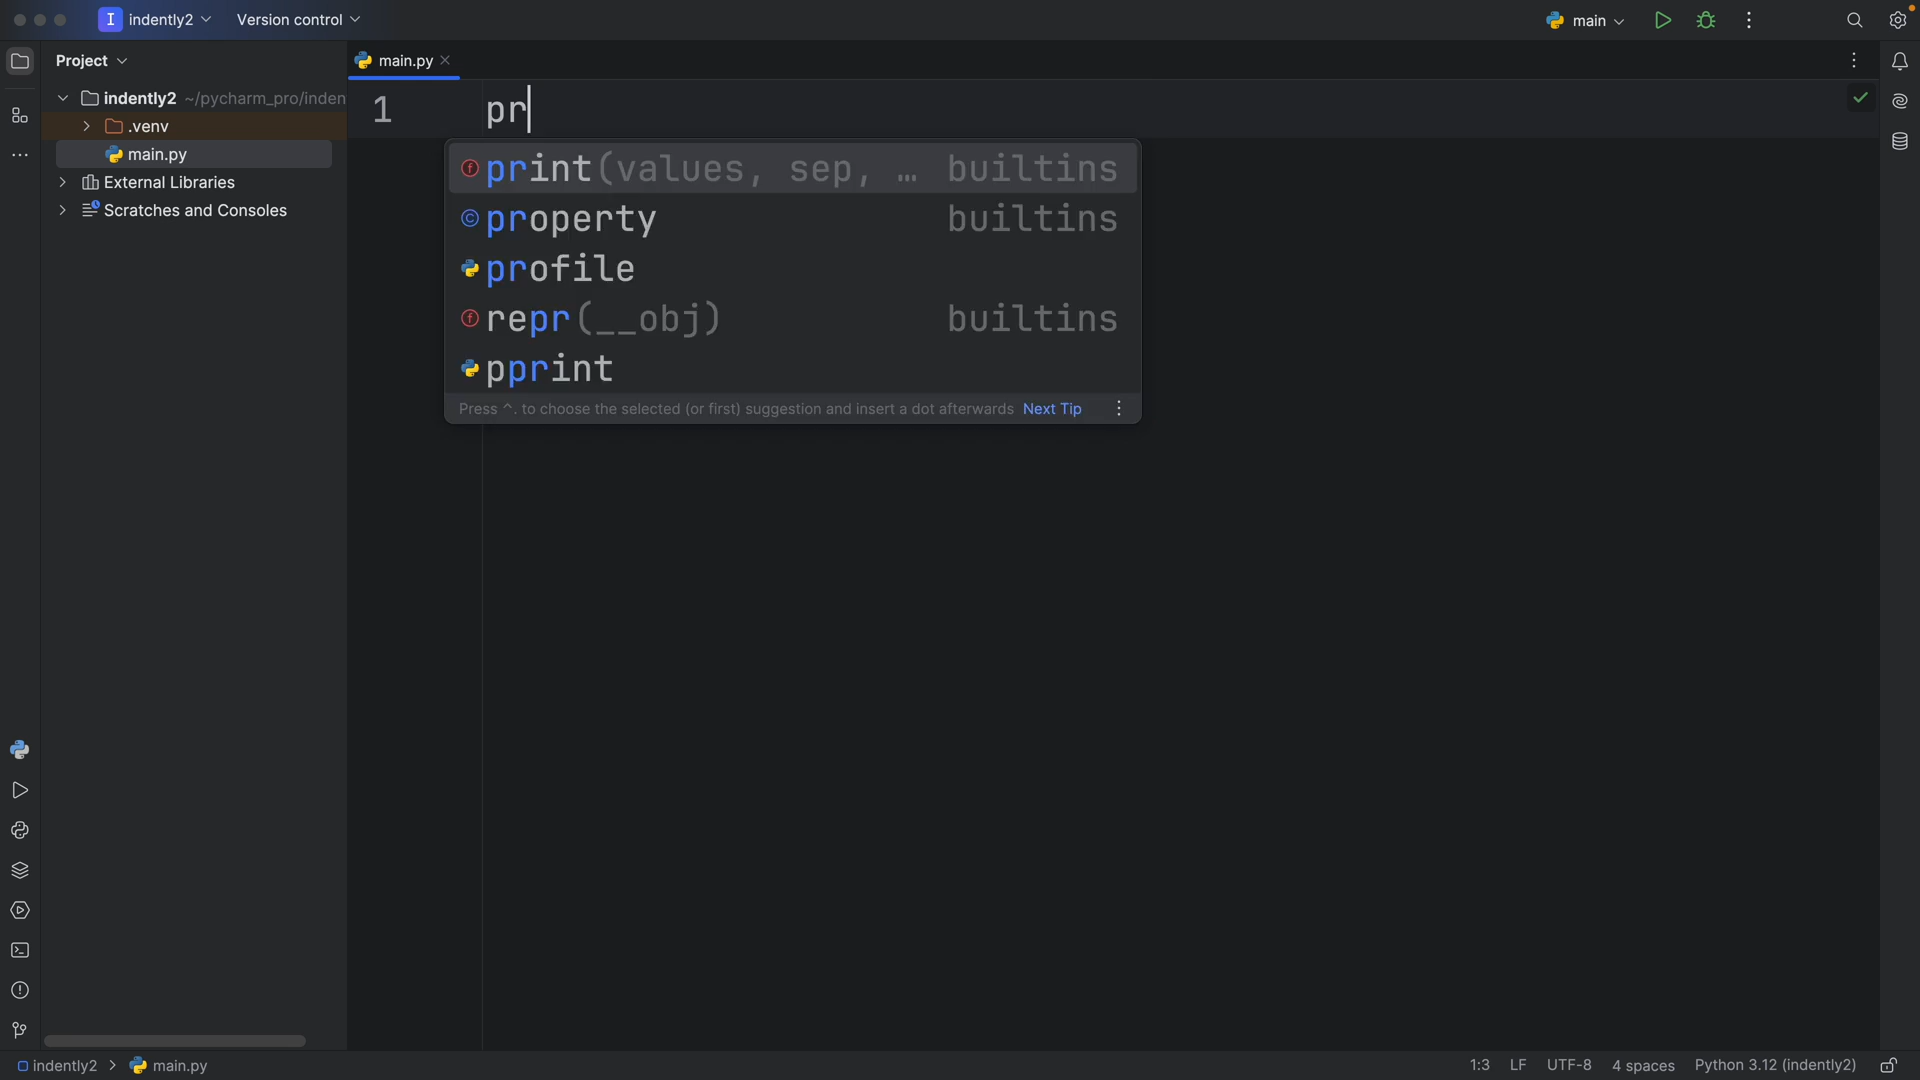 I indently2 Version control main
Project main.py
indently2 ~/pycharm_pro/inden
.venv
main.py
External Libraries
Scratches and Consoles
1 pr
print(values, sep, … builtins
property builtins
profile
repr(__obj) builtins
pprint
Press ^. to choose the selected (or first) suggestion and insert a dot afterwards Next Tip
indently2 > main.py 1:3 LF UTF-8 4 spaces Python 3.12 (indently2)